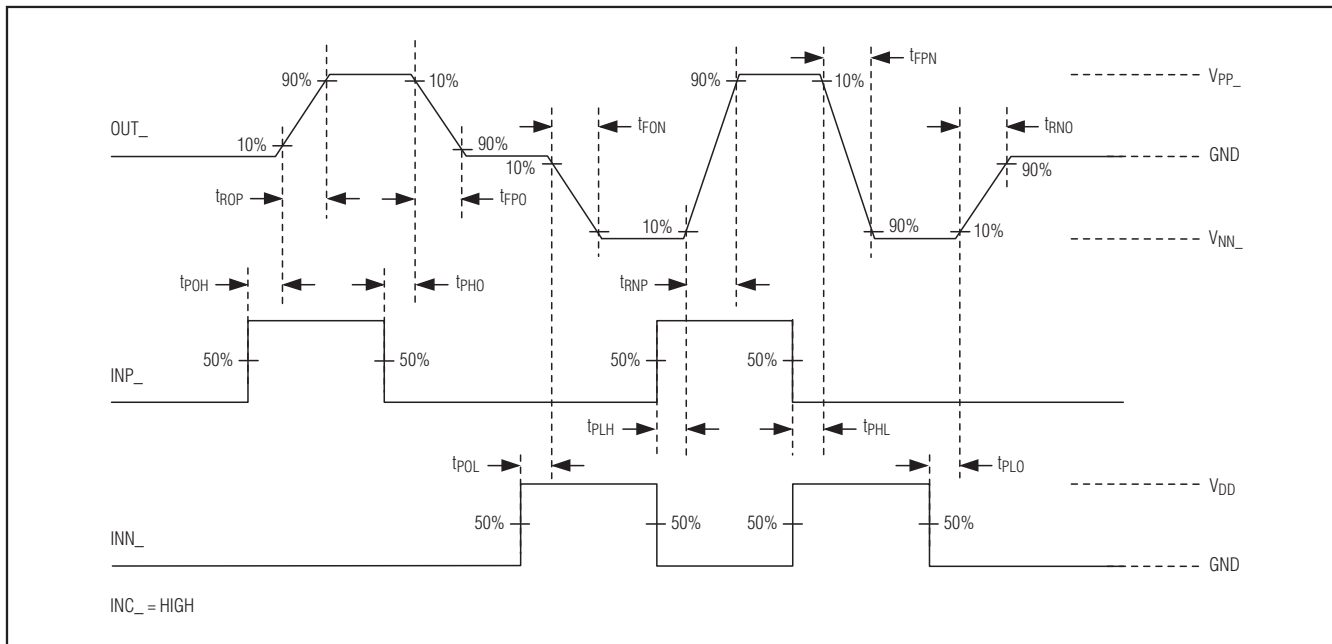 tFPN
VPP_
90%
10%
10%
tFON
tRNO
OUT_
10%
90%
GND
10%
90%
tROP
tFPO
10%
90%
10%
VNN_
tPOH
tPHO
tRNP
50%
50%
50%
50%
INP_
tPLH
tPHL
tPOL
tPLO
VDD
50%
50%
50%
50%
INN_
GND
INC_ = HIGH